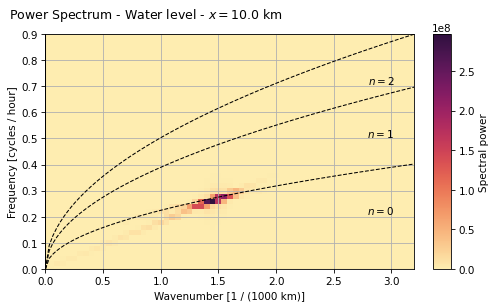 Power Spectrum - Water level - x = 10.0 km
1e8
0.9
0.8
0.7
0.6
0.5
0.4
0.3
0.2
0.1
0.0
Frequency [cycles / hour]
n = 2
n = 1
n = 0
0.0 0.5 1.0 1.5 2.0 2.5 3.0
Wavenumber [1 / (1000 km)]
2.5
2.0
1.5
1.0
0.5
0.0
Spectral power